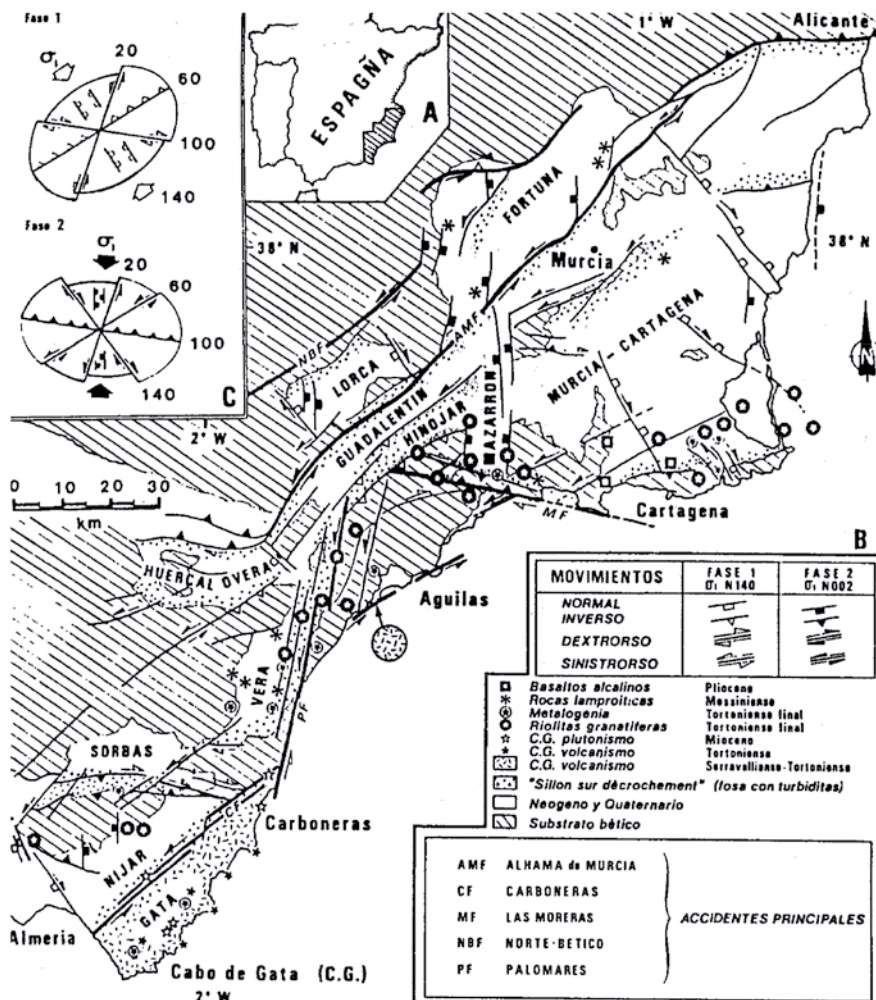 Fase 1
σ₁
20
60
100
140
Fase 2
σ₁
20
60
100
140
C
ESPAGÑA
A
1° W
Alicante
38° N
38° N
FORTUNA
Murcia
NBF
AMF
LORCA
GUADALENTIN
HINOJAR
MAZARRON
MURCIA-CARTAGENA
N
2° W
0 10 20 30
km
MF
Cartagena
B
HUERCAL OVERA
Aguilas
VERA
PF
SORBAS
CF
Carboneras
NIJAR
GATA
Almeria
Cabo de Gata (C.G.)
2° W
MOVIMIENTOS FASE 1 FASE 2
σ₁ N140 σ₁ N002
NORMAL
INVERSO
DEXTRORSO
SINISTRORSO
Basaltos alcalinos Plioceno
Rocas lamproiticas Messiniense
Metalogenia Tortoniense final
Riolitas granatiferas Tortoniense final
C.G. plutonismo Mioceno
C.G. volcanismo Tortoniense
C.G. volcanismo Serravaliense-Tortoniense
"Sillon sur décrochement" (fosa con turbiditas)
Neogeno y Quaternario
Substrato bético
AMF ALHAMA de MURCIA
CF CARBONERAS
MF LAS MORERAS
NBF NORTE-BETICO
PF PALOMARES
ACCIDENTES PRINCIPALES